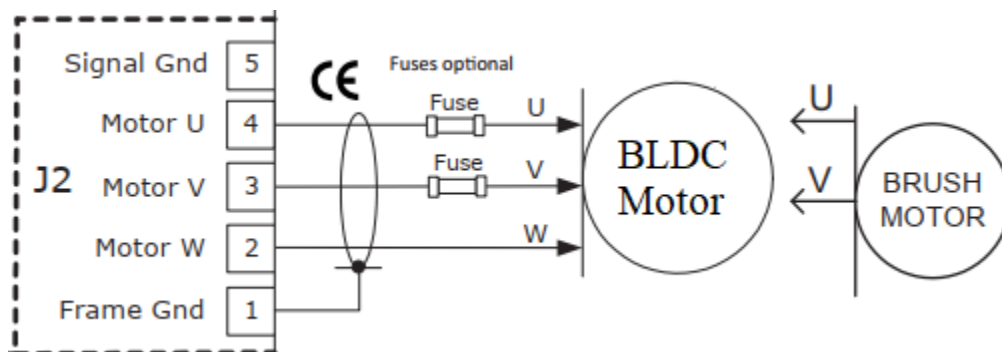 Signal Gnd 5
CE Fuses optional
Motor U 4 Fuse U
J2 Motor V 3 Fuse V
Motor W 2 W
Frame Gnd 1
BLDC
Motor
U
V
BRUSH
MOTOR